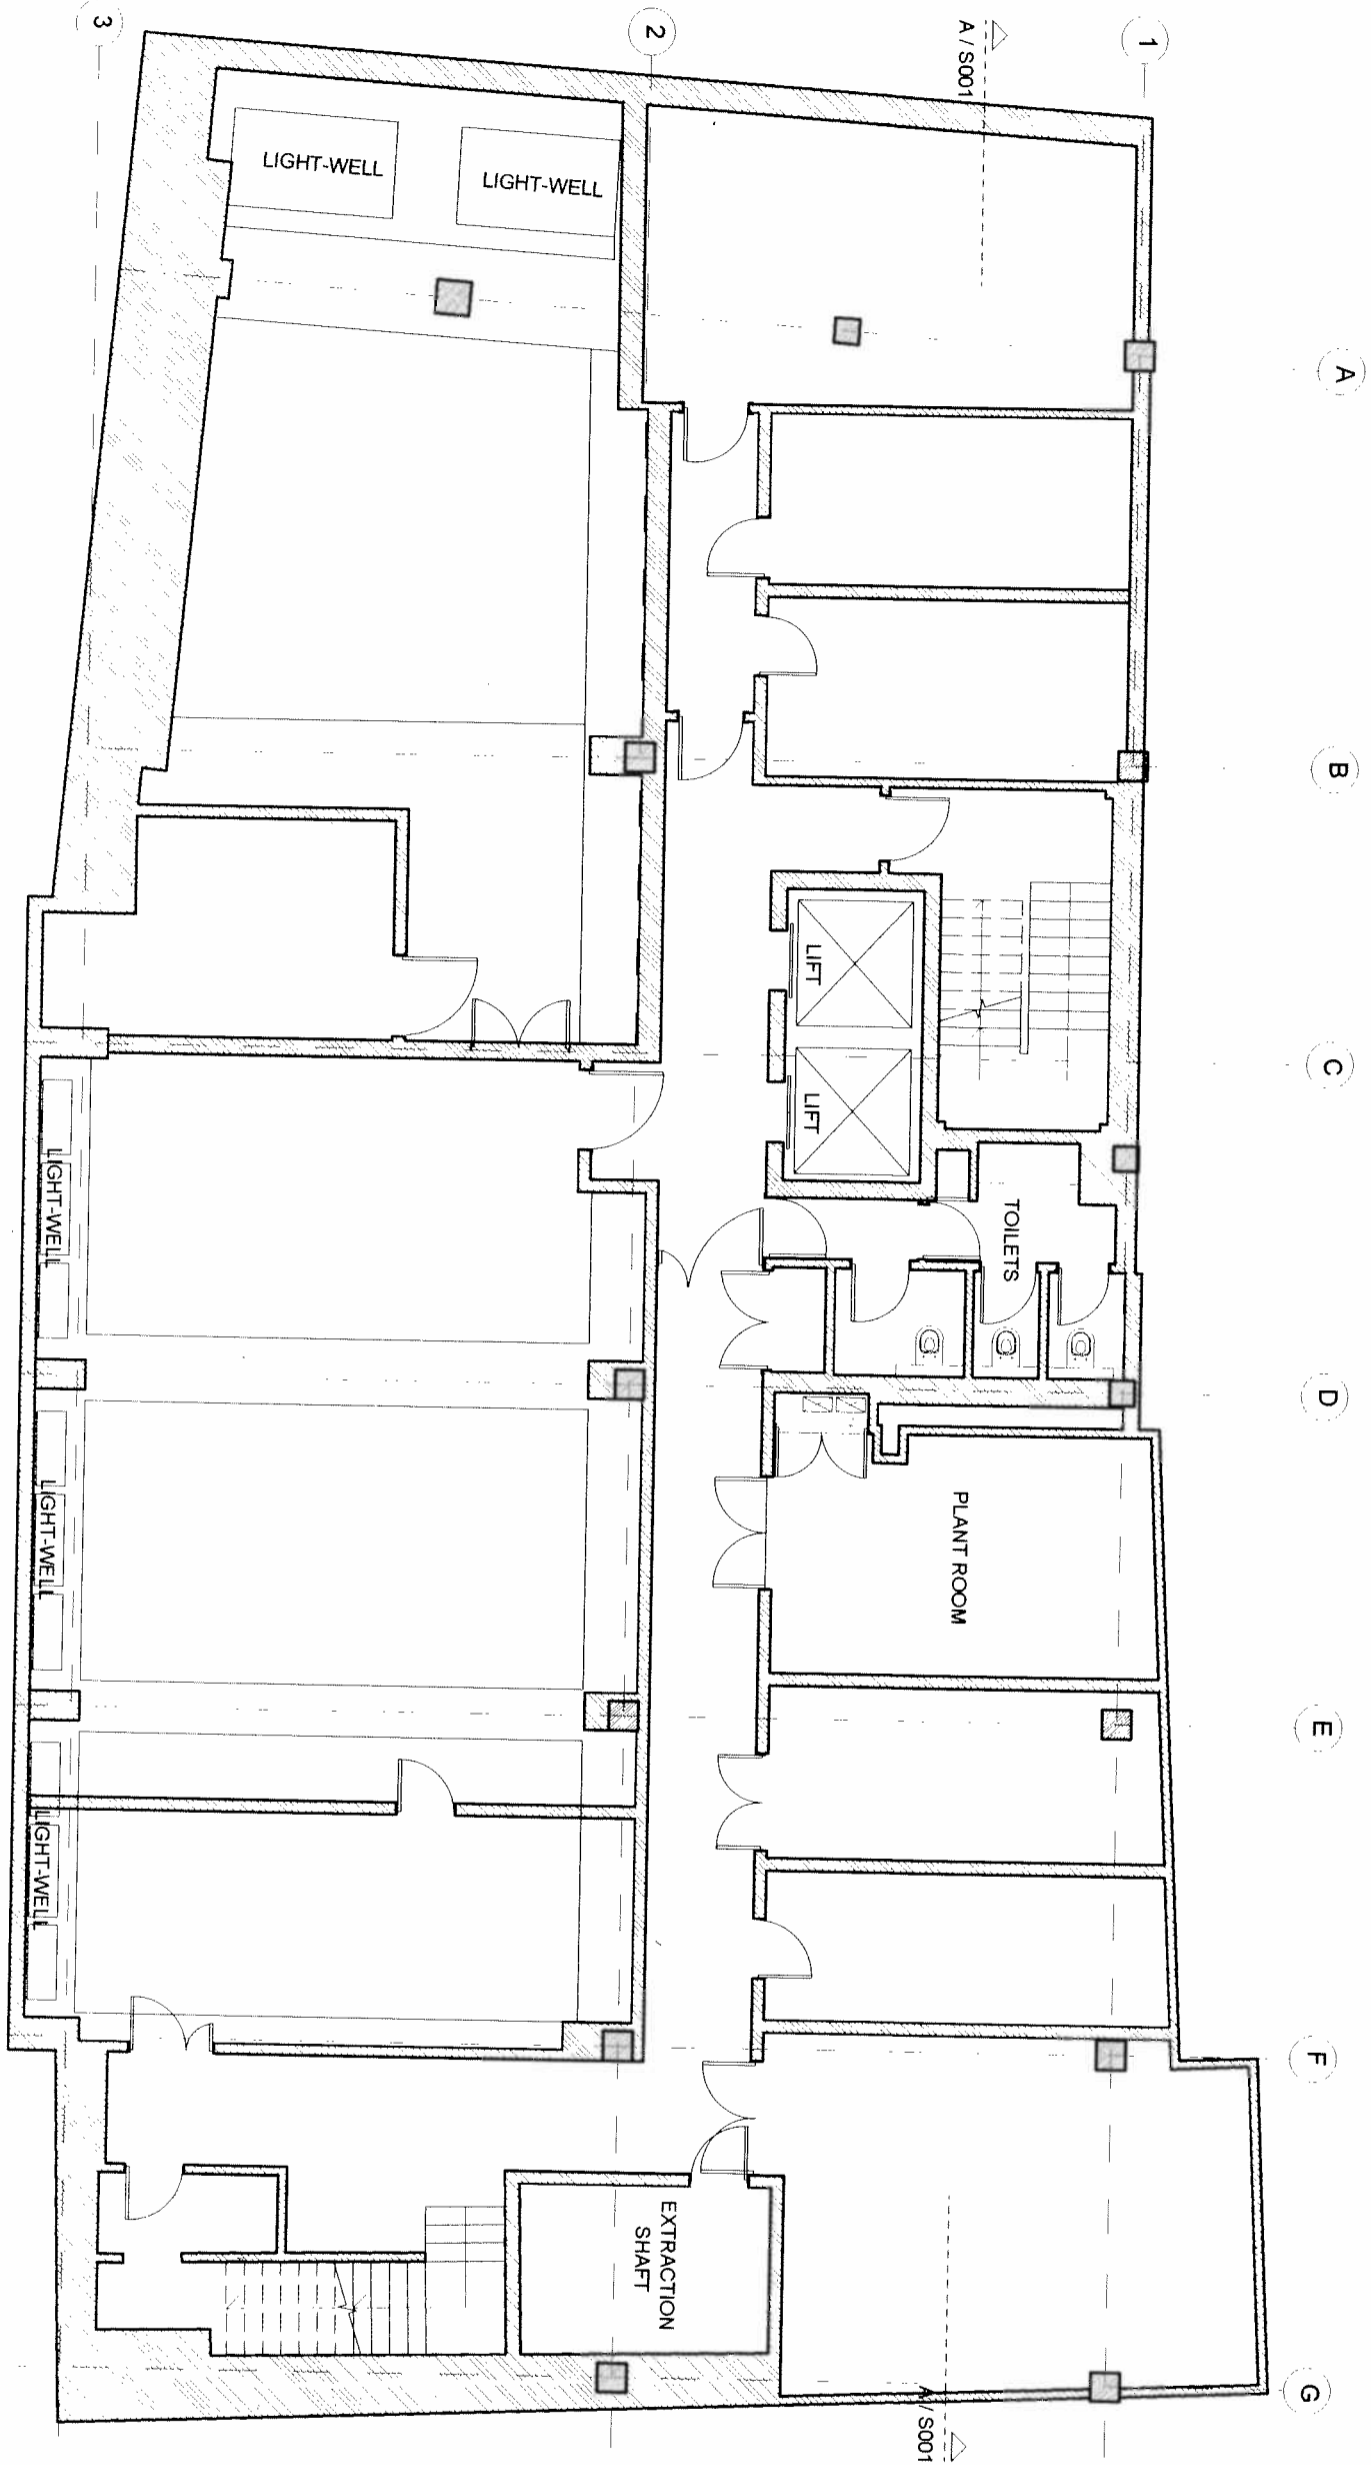 3
2
1
A / S001
LIGHT-WELL
LIGHT-WELL
A
B
LIFT
C
LIFT
LIGHT-WELL
TOILETS
D
LIGHT-WELL
PLANT ROOM
E
LIGHT-WELL
F
EXTRACTION
SHAFT
G
A / S001